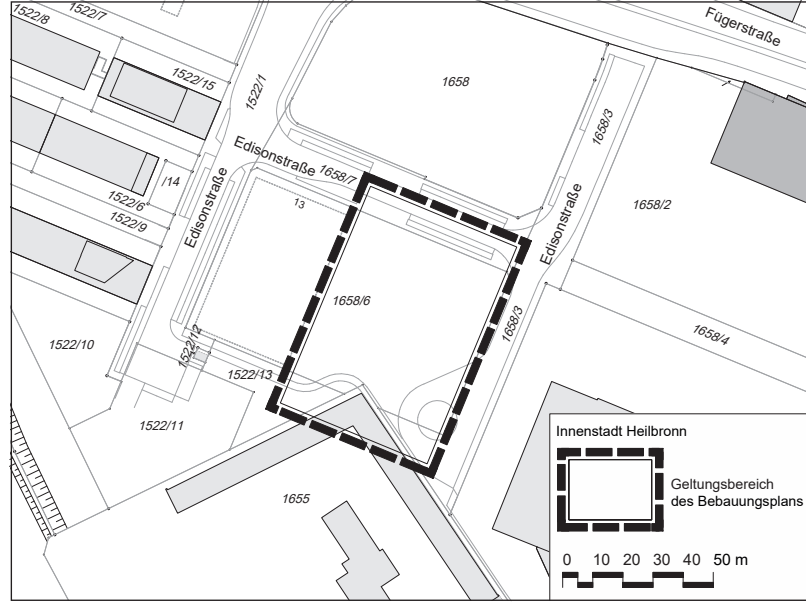 1522/7
1522/8
Fügerstraße
1522/15
1522/1
1658
1658/3
Edisonstraße
1658/7
/14
1522/6
1522/9
Edisonstraße
13
Edisonstraße
1658/2
1658/6
1658/3
1658/4
1522/10
1522/12
1522/13
1522/11
1655
Innenstadt Heilbronn
Geltungsbereich
des Bebauungsplans
0 10 20 30 40 50 m